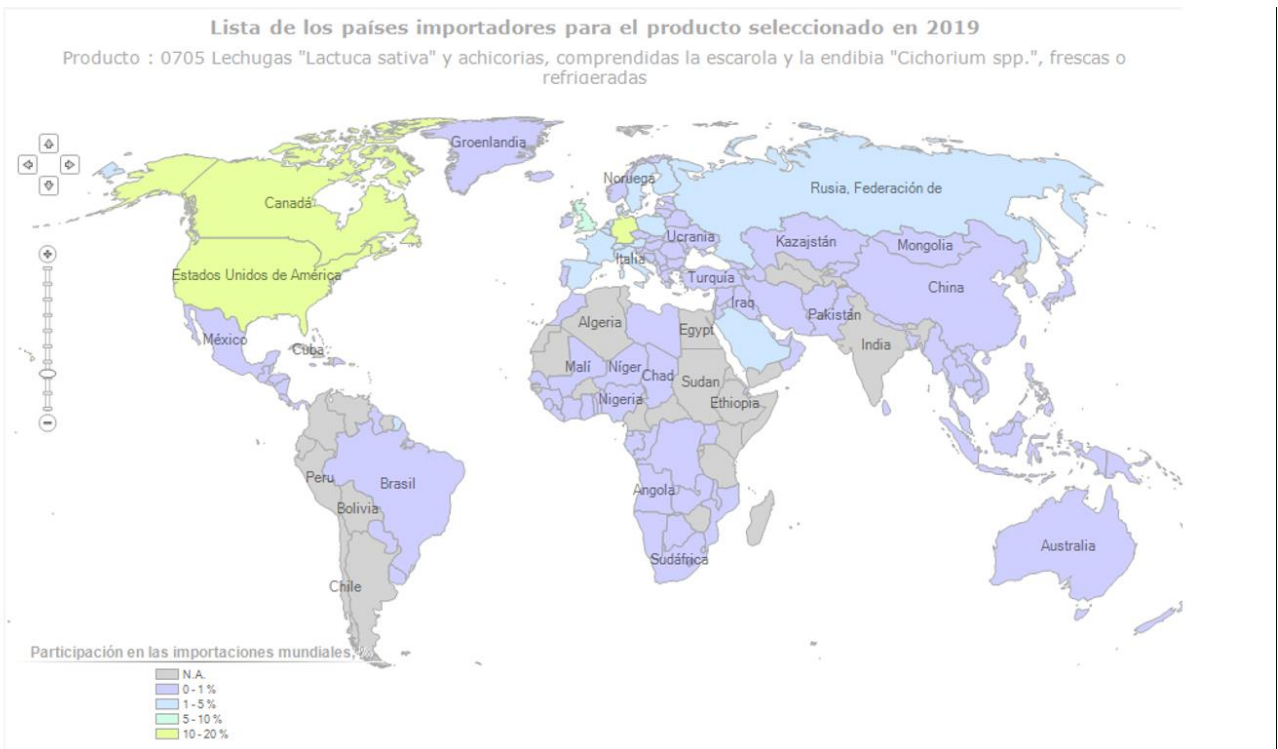 Lista de los países importadores para el producto seleccionado en 2019
Producto : 0705 Lechugas "Lactuca sativa" y achicorias, comprendidas la escarola y la endibia "Cichorium spp.", frescas o
refrigeradas
Groenlandia
Noruega
Rusia, Federación de
Canadá
Ucrania
Kazajstán
Mongolia
Italia
Estados Unidos de América
Turquía
China
Iraq
Pakistán
Algeria
Egypt
México
Cuba
India
Malí
Níger
Chad
Sudan
Nigeria
Ethiopia
Peru
Brasil
Angola
Bolivia
Australia
Sudáfrica
Chile
Participación en las importaciones mundiales, %
N.A.
0 - 1 %
1 - 5 %
5 - 10 %
10 - 20 %